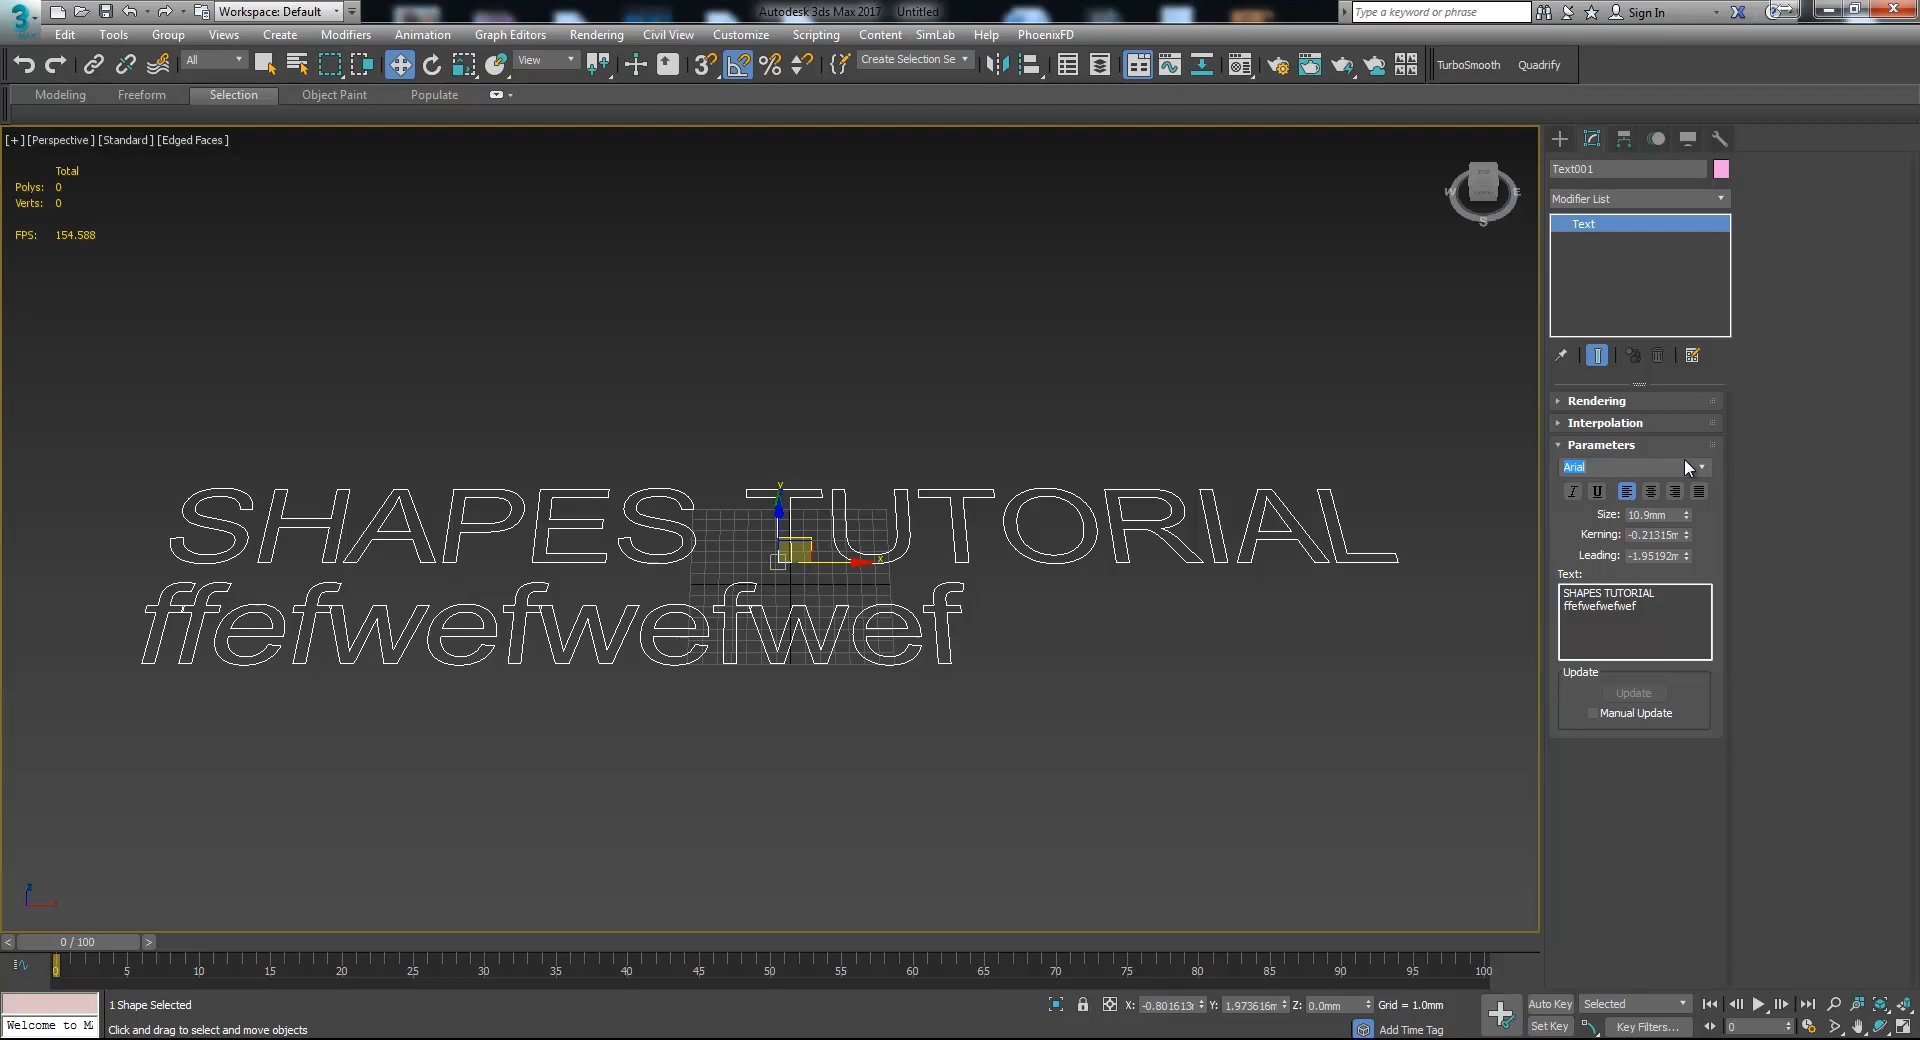 Workspace: Default
Autodesk 3ds Max 2017 Untitled
Type a keyword or phrase
Sign In
Edit Tools Group Views Create Modifiers Animation Graph Editors Rendering Civil View Customize Scripting Content SimLab Help PhoenixFD
All
View
Create Selection Se
TurboSmooth Quadrify
Modeling Freeform Selection Object Paint Populate
[+] [Perspective] [Standard] [Edged Faces]
Total
Polys: 0
Verts: 0
FPS: 154.588
W E
S
Text001
Modifier List
Text
Rendering
Interpolation
Parameters
Arial
Size: 10.9mm
Kerning: -0.21315m
Leading: -1.95192m
Text:
SHAPES TUTORIAL
ffefwefwefwef
Update
Update
Manual Update
SHAPES TUTORIAL
ffefwefwefwef
y
x
z
0 / 100
0 5 10 15 20 25 30 35 40 45 50 55 60 65 70 75 80 85 90 95 100
1 Shape Selected
X: -0.801613 Y: 1.973616m Z: 0.0mm Grid = 1.0mm
Auto Key Selected
Welcome to M
Click and drag to select and move objects
Add Time Tag
Set Key Key Filters...
0